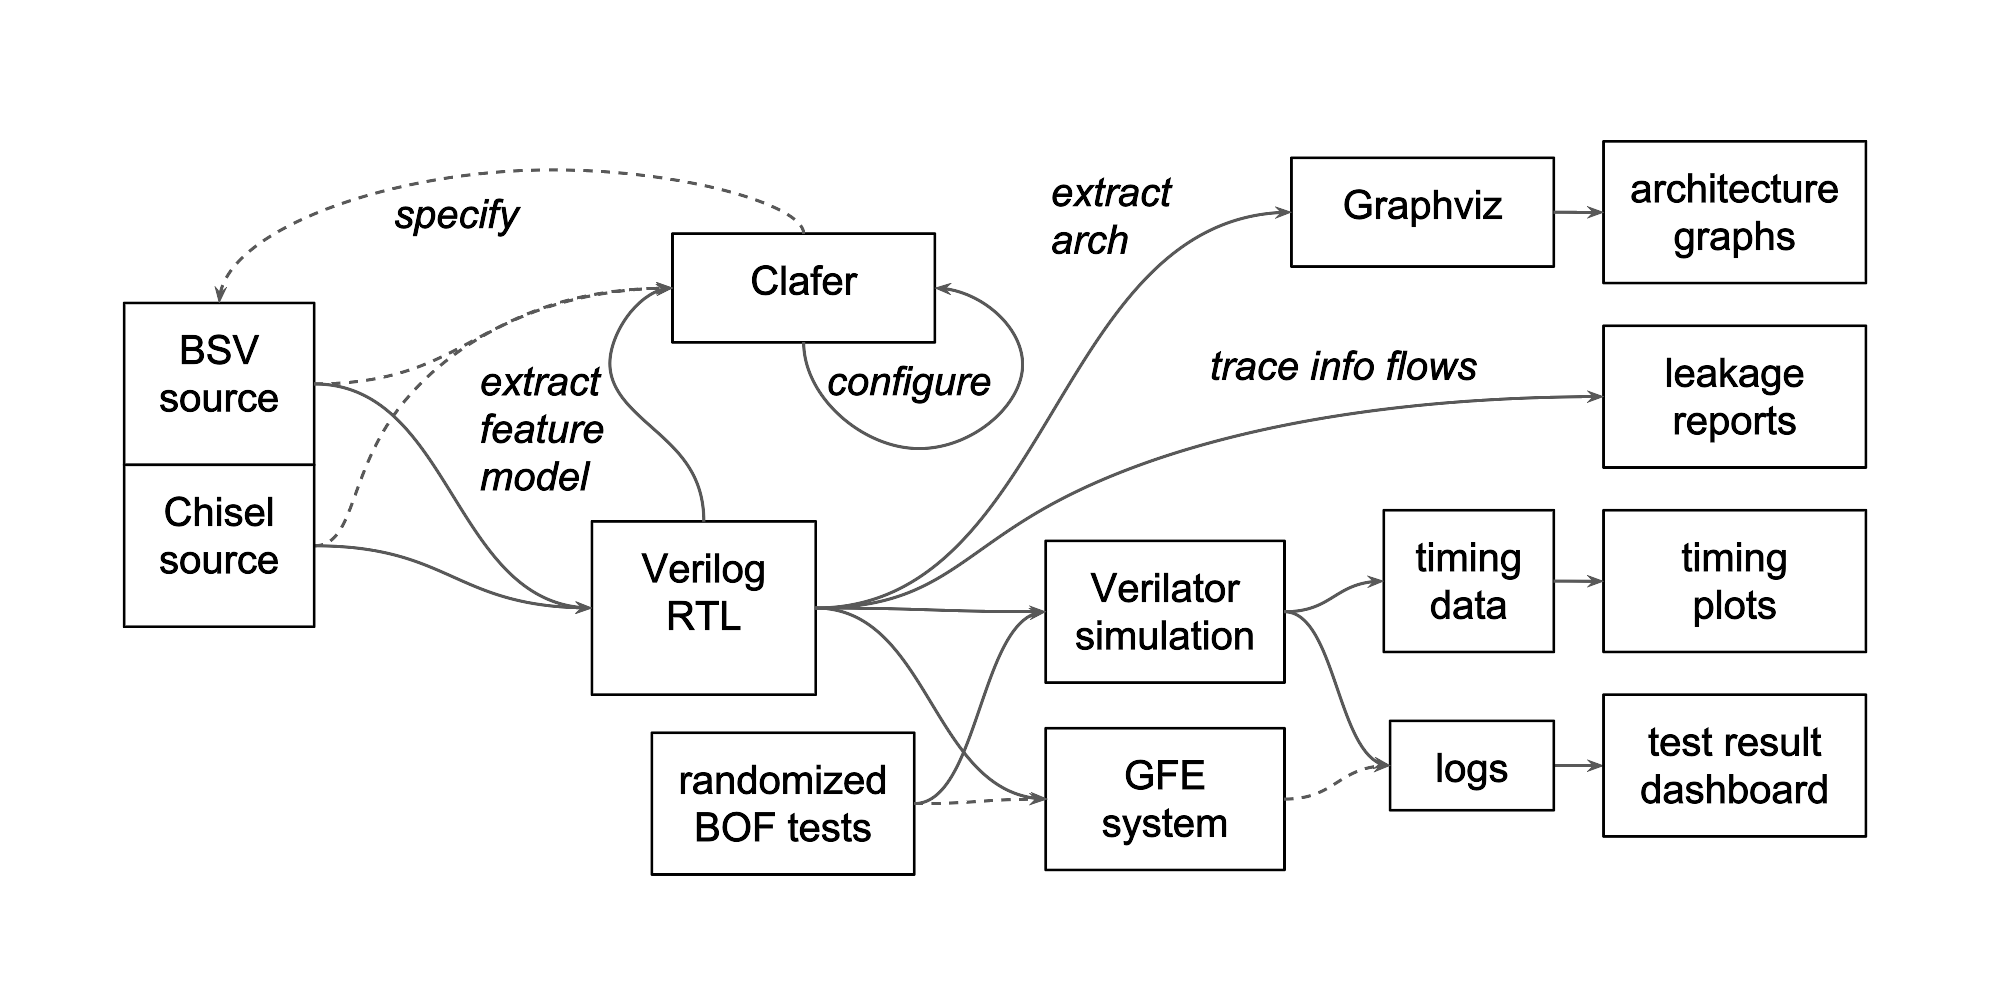 specify
BSV
source
Chisel
source
extract
feature
model
Clafer
configure
Verilog
RTL
randomized
BOF tests
extract
arch
trace info flows
Graphviz
architecture
graphs
leakage
reports
Verilator
simulation
timing
data
timing
plots
GFE
system
logs
test result
dashboard